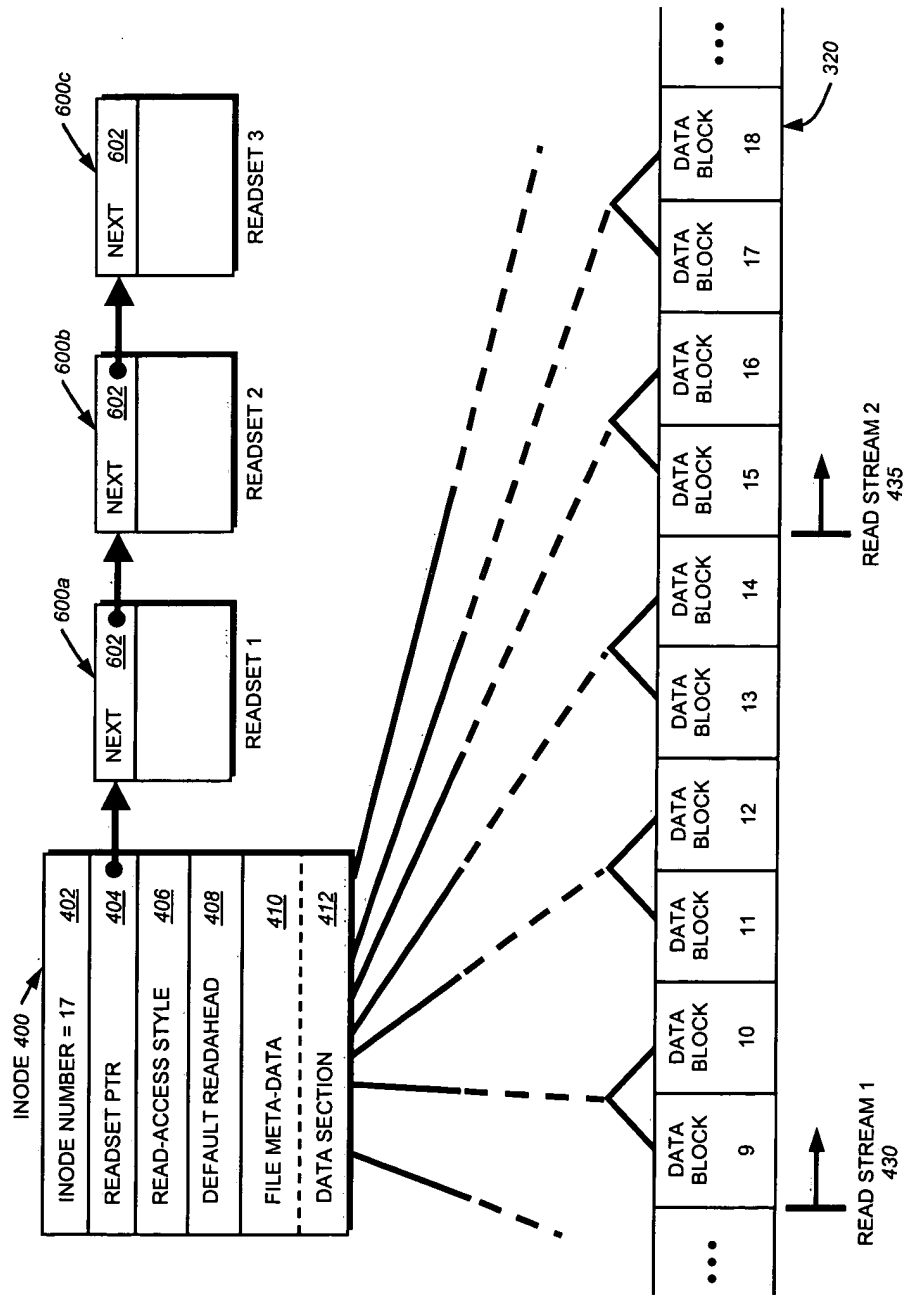 INODE 400
INODE NUMBER = 17 402
READSET PTR 404
READ-ACCESS STYLE 406
DEFAULT READAHEAD 408
FILE META-DATA 410
DATA SECTION 412
600a
NEXT 602
READSET 1
600b
NEXT 602
READSET 2
600c
NEXT 602
READSET 3
•••
DATA BLOCK 9
DATA BLOCK 10
DATA BLOCK 11
DATA BLOCK 12
DATA BLOCK 13
DATA BLOCK 14
DATA BLOCK 15
DATA BLOCK 16
DATA BLOCK 17
DATA BLOCK 18
•••
320
READ STREAM 1
430
READ STREAM 2
435